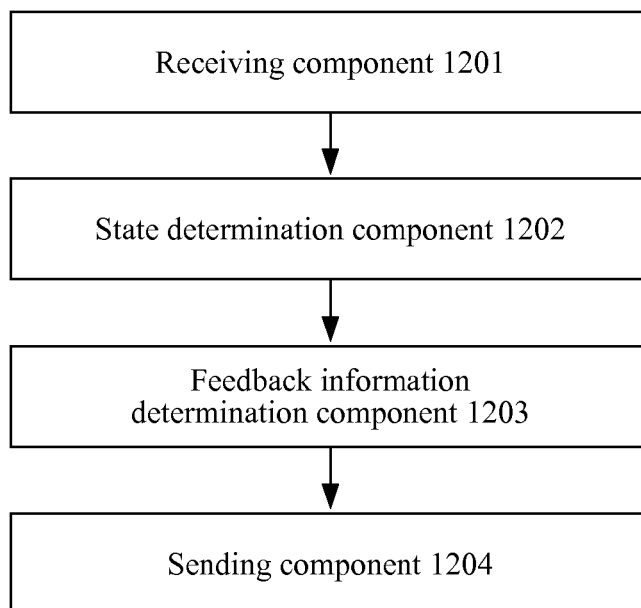 Receiving component 1201
State determination component 1202
Feedback information
determination component 1203
Sending component 1204